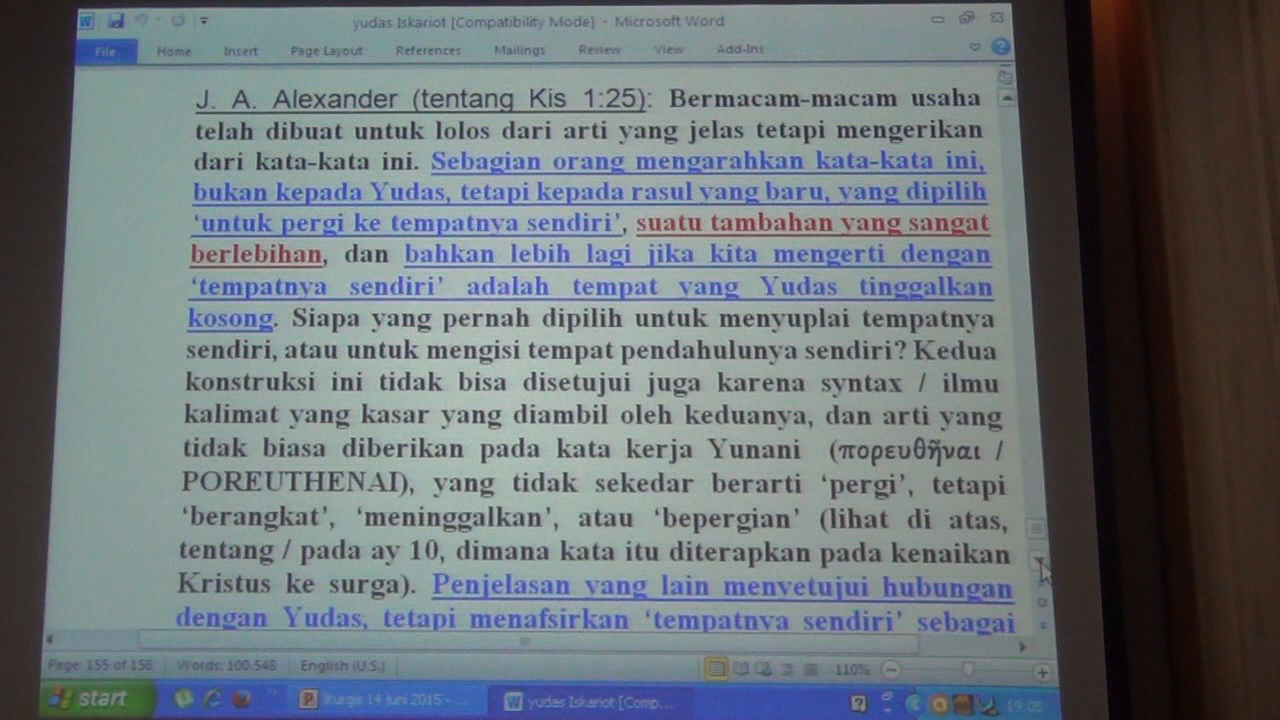 yudas Iskariot [Compatibility Mode] - Microsoft Word
File Home Insert Page Layout References Mailings Review View Add-Ins
J. A. Alexander (tentang Kis 1:25): Bermacam-macam usaha
telah dibuat untuk lolos dari arti yang jelas tetapi mengerikan
dari kata-kata ini. Sebagian orang mengarahkan kata-kata ini,
bukan kepada Yudas, tetapi kepada rasul yang baru, yang dipilih
‘untuk pergi ke tempatnya sendiri’, suatu tambahan yang sangat
berlebihan, dan bahkan lebih lagi jika kita mengerti dengan
‘tempatnya sendiri’ adalah tempat yang Yudas tinggalkan
kosong. Siapa yang pernah dipilih untuk menyuplai tempatnya
sendiri, atau untuk mengisi tempat pendahulunya sendiri? Kedua
konstruksi ini tidak bisa disetujui juga karena syntax / ilmu
kalimat yang kasar yang diambil oleh keduanya, dan arti yang
tidak biasa diberikan pada kata kerja Yunani (πορευθῆναι /
POREUTHENAI), yang tidak sekedar berarti ‘pergi’, tetapi
‘berangkat’, ‘meninggalkan’, atau ‘bepergian’ (lihat di atas,
tentang / pada ay 10, dimana kata itu diterapkan pada kenaikan
Kristus ke surga). Penjelasan yang lain menyetujui hubungan
dengan Yudas, tetapi menafsirkan ‘tempatnya sendiri’ sebagai
Page: 155 of 158 Words: 100.548 English (U.S.) 110%
start liturgis 14 juni 2015 - ... yudas Iskariot [Comp... 19:05